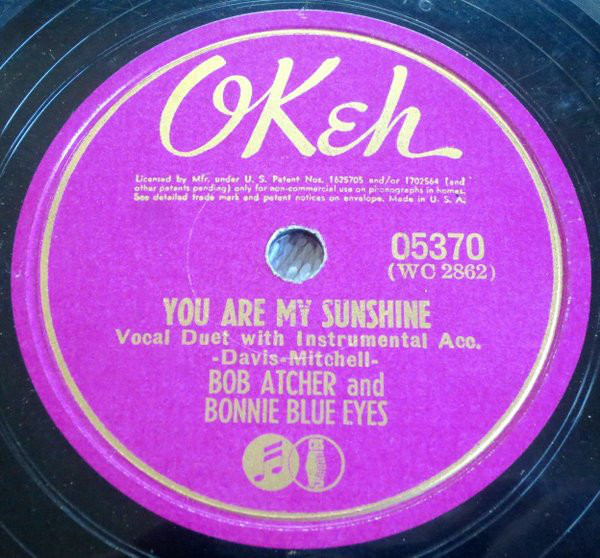 OKeh
Licensed by Mfr. under U. S. Patent Nos. 1625705 and/or 1702564 (and
other patents pending) only for non-commercial use on phonographs in homes.
See detailed trade mark and patent notices on envelope. Made in U. S. A.
05370
(WC 2862)
YOU ARE MY SUNSHINE
Vocal Duet with Instrumental Acc.
-Davis-Mitchell-
BOB ATCHER and
BONNIE BLUE EYES
CBS